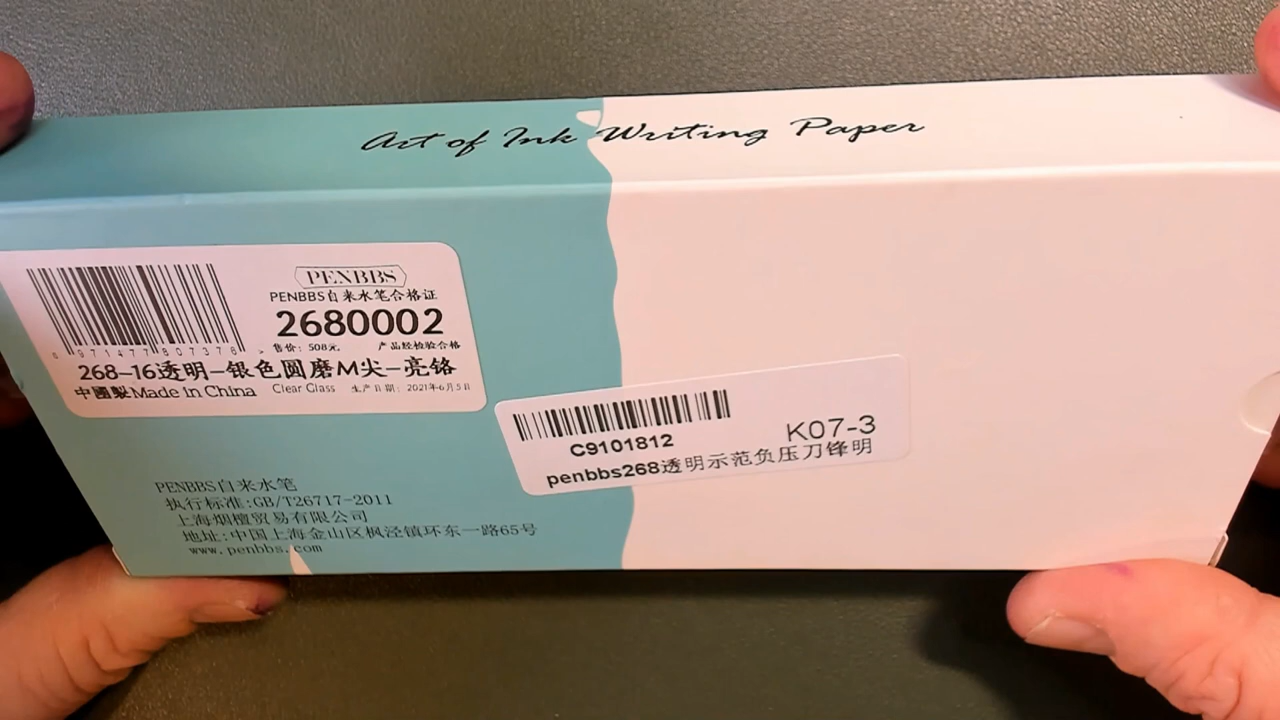 Art of Ink Writing Paper
PENBBS
PENBBS自来水笔合格证
2680002
0 971477 807378 >
售价: 508元 产品经检验合格
268-16透明-银色圆磨M尖-亮铬
中國製Made in China Clear Glass 生产日期: 2021年6月5日
C9101812 K07-3
penbbs268透明示范负压刀锋明
PENBBS自来水笔
执行标准:GB/T26717-2011
上海烟檀贸易有限公司
地址:中国上海金山区枫泾镇环东一路65号
www.penbbs.com